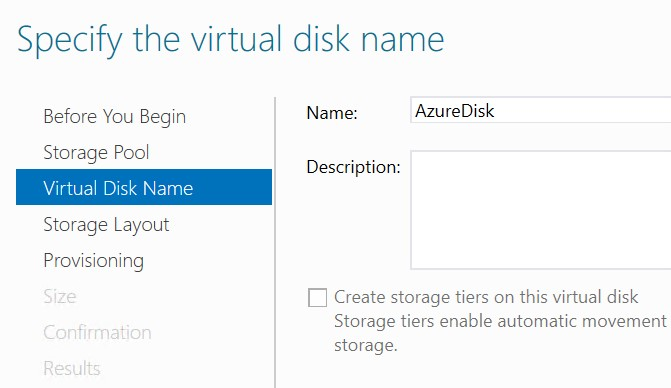 Specify the virtual disk name
Before You Begin
Storage Pool
Virtual Disk Name
Storage Layout
Provisioning
Size
Confirmation
Results
Name:
AzureDisk
Description:
Create storage tiers on this virtual disk
Storage tiers enable automatic movement
storage.